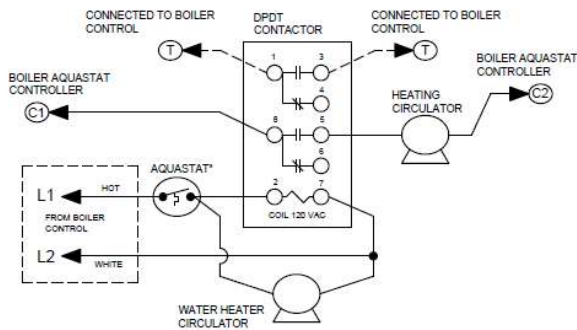 CONNECTED TO BOILER
CONTROL
DPDT
CONTACTOR
CONNECTED TO BOILER
CONTROL
T
1
3
T
4
BOILER AQUASTAT
CONTROLLER
BOILER AQUASTAT
CONTROLLER
C1
8
5
HEATING
CIRCULATOR
C2
6
AQUASTAT*
L1
HOT
2
7
COIL 120 VAC
FROM BOILER
CONTROL
L2
WHITE
WATER HEATER
CIRCULATOR